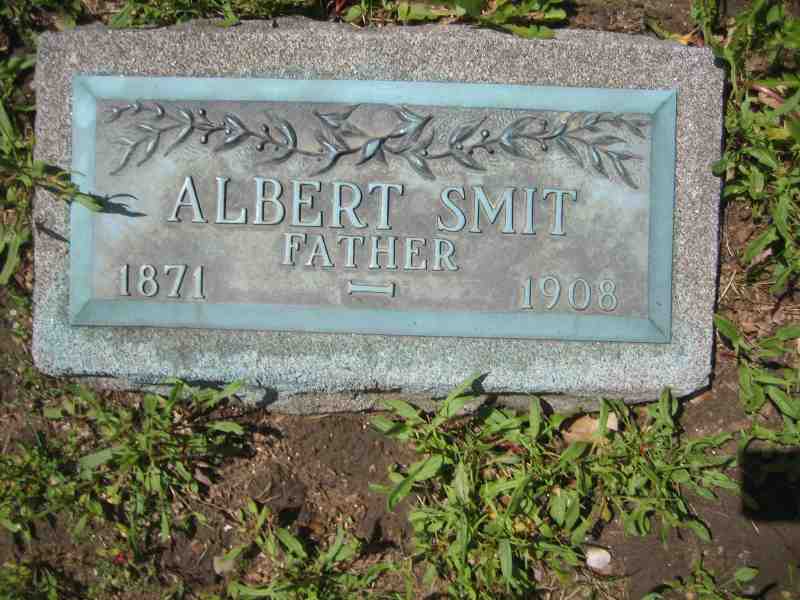 ALBERT SMIT
FATHER
1871 — 1908